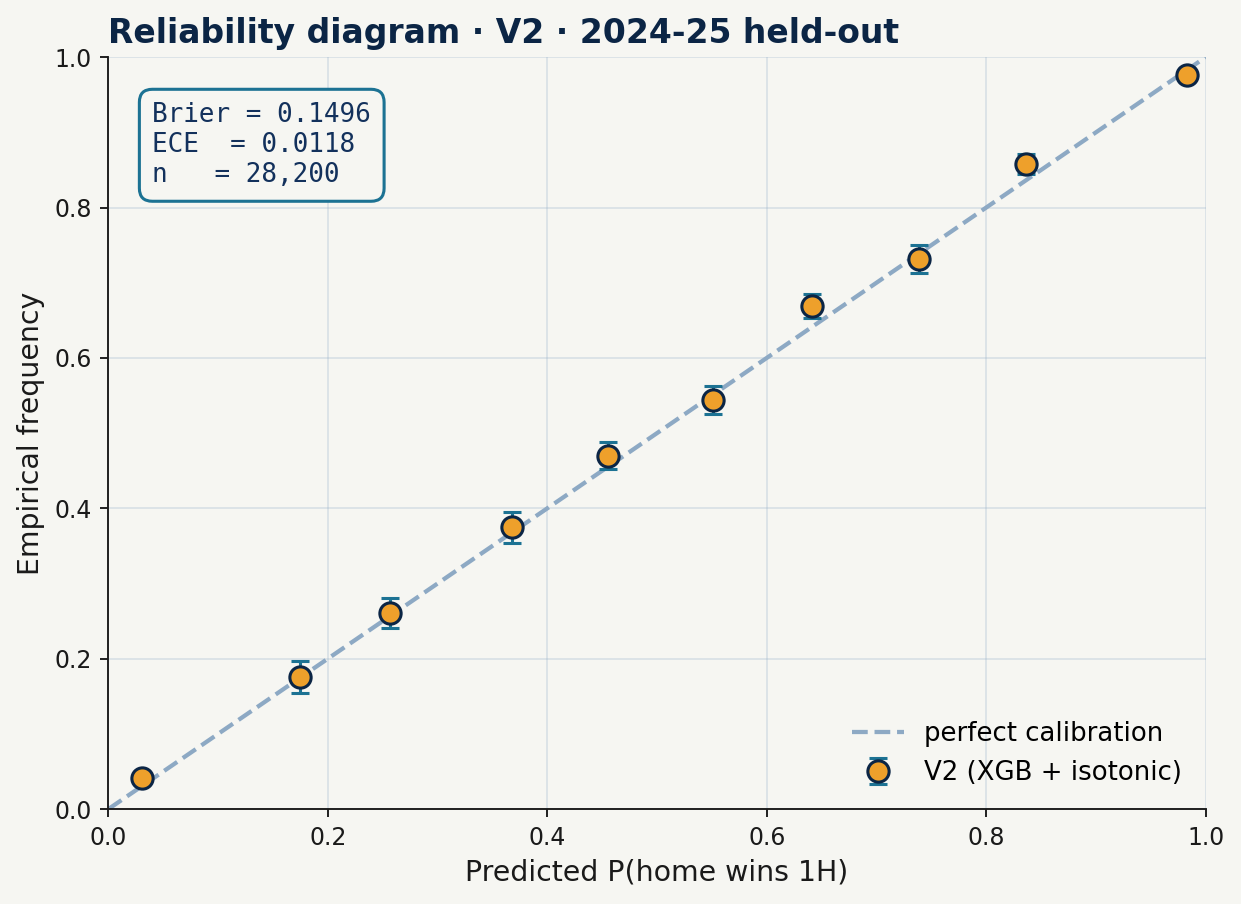 Reliability diagram · V2 · 2024-25 held-out
Brier = 0.1496
ECE  = 0.0118
n   = 28,200
1.0
0.8
0.6
0.4
0.2
0.0
Empirical frequency
perfect calibration
V2 (XGB + isotonic)
0.0 0.2 0.4 0.6 0.8 1.0
Predicted P(home wins 1H)